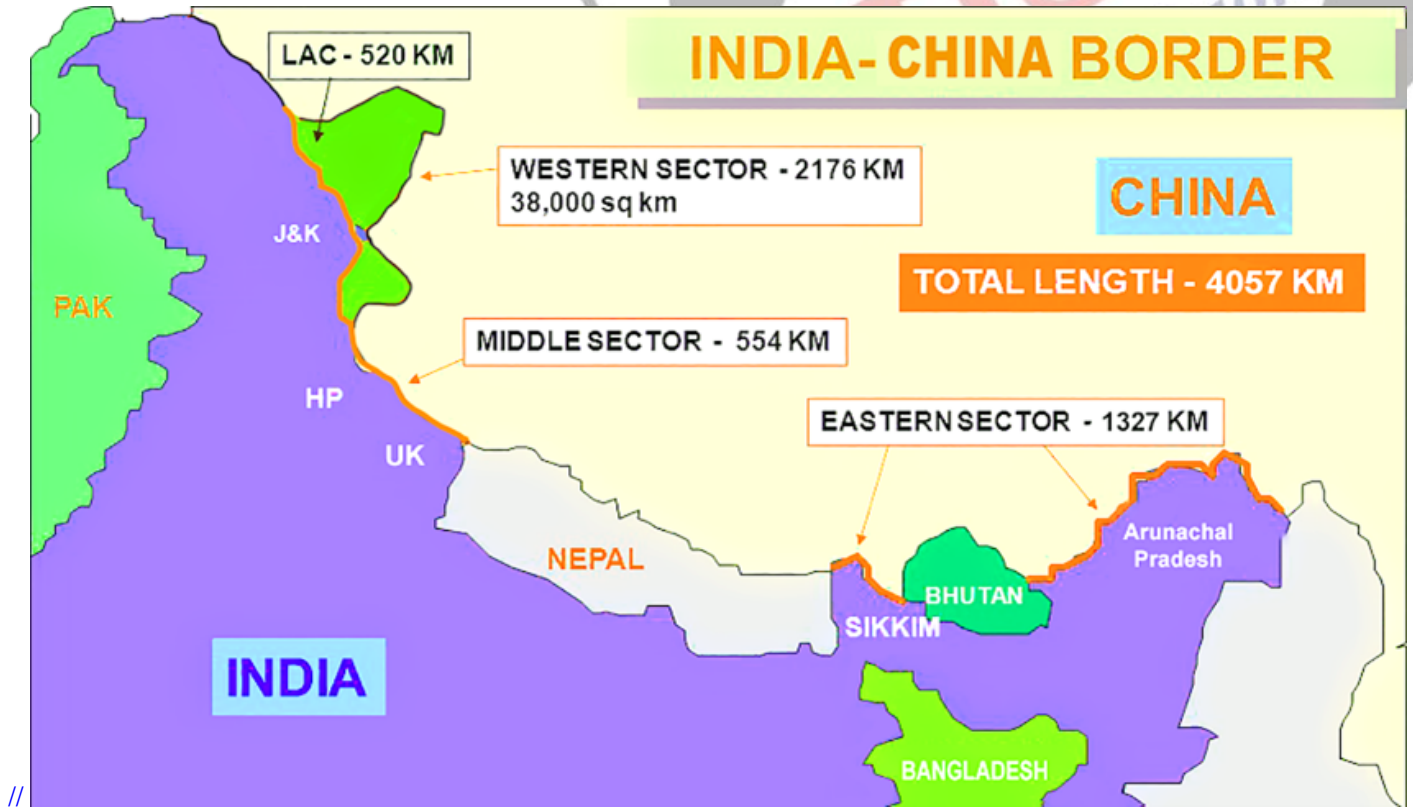 INDIA- CHINA BORDER
LAC - 520 KM
WESTERN SECTOR - 2176 KM
38,000 sq km
CHINA
J&K
TOTAL LENGTH - 4057 KM
PAK
MIDDLE SECTOR - 554 KM
HP
EASTERN SECTOR - 1327 KM
UK
Arunachal
Pradesh
NEPAL
BHUTAN
SIKKIM
INDIA
BANGLADESH
//